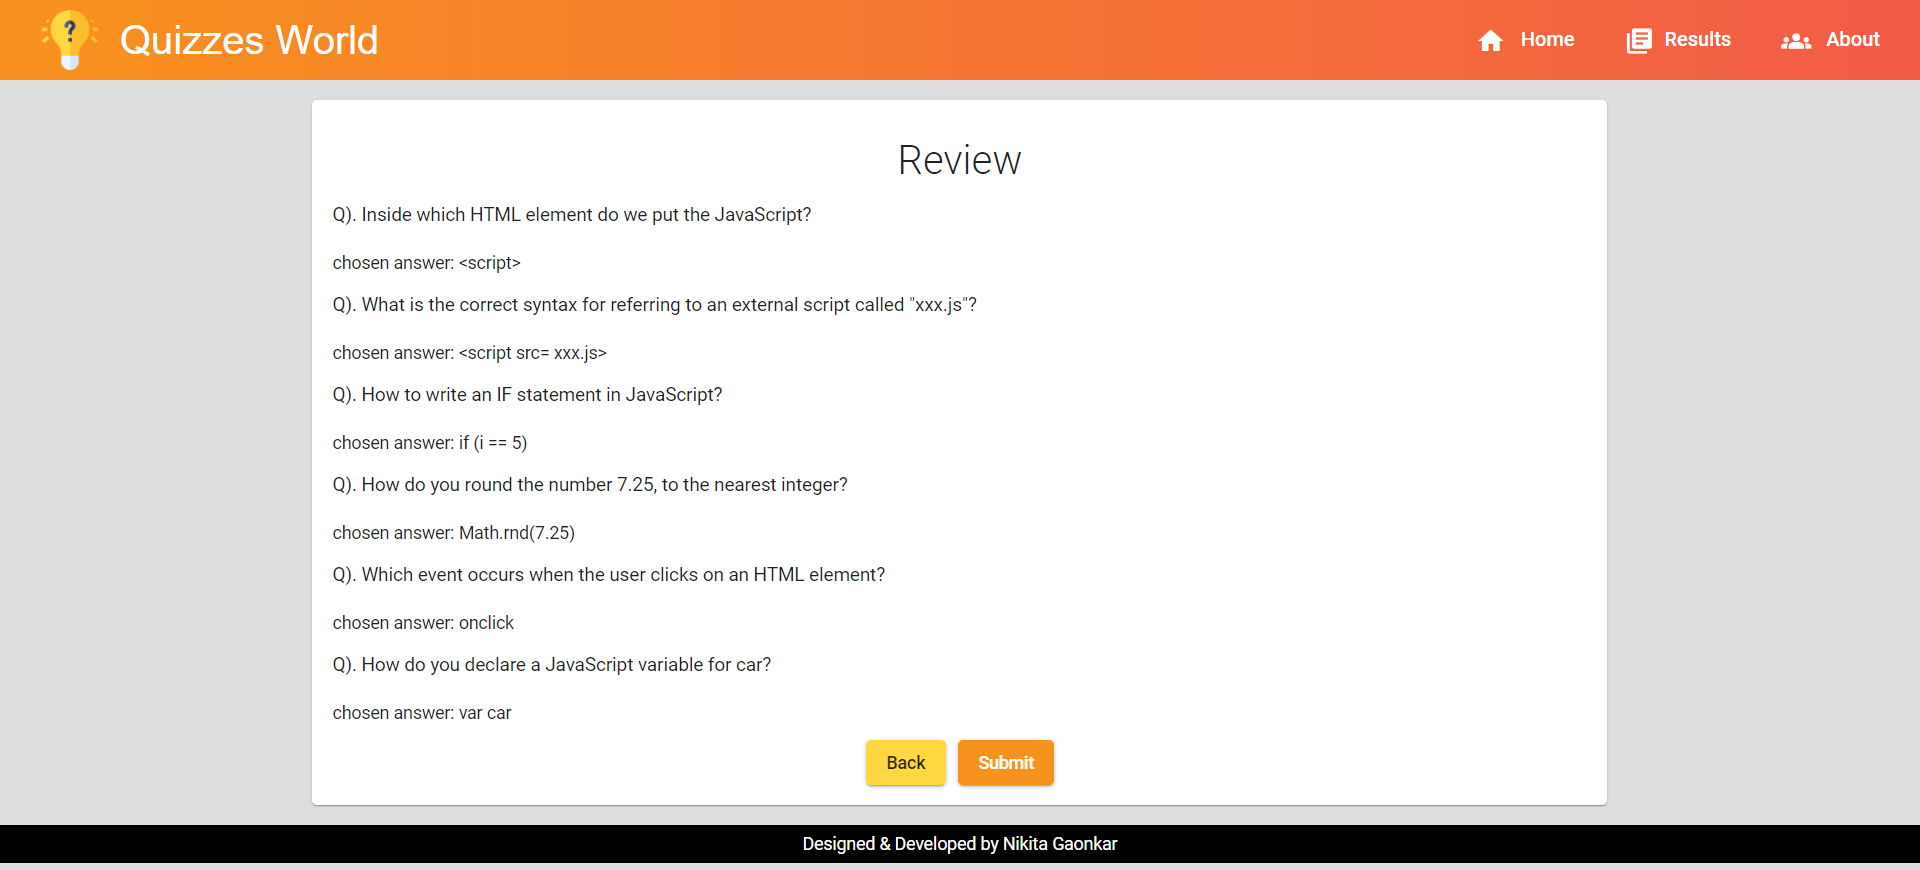 ?
Quizzes World
Home
Results
About
Review
Q). Inside which HTML element do we put the JavaScript?
chosen answer: <script>
Q). What is the correct syntax for referring to an external script called "xxx.js"?
chosen answer: <script src= xxx.js>
Q). How to write an IF statement in JavaScript?
chosen answer: if (i == 5)
Q). How do you round the number 7.25, to the nearest integer?
chosen answer: Math.rnd(7.25)
Q). Which event occurs when the user clicks on an HTML element?
chosen answer: onclick
Q). How do you declare a JavaScript variable for car?
chosen answer: var car
Back
Submit
Designed & Developed by Nikita Gaonkar